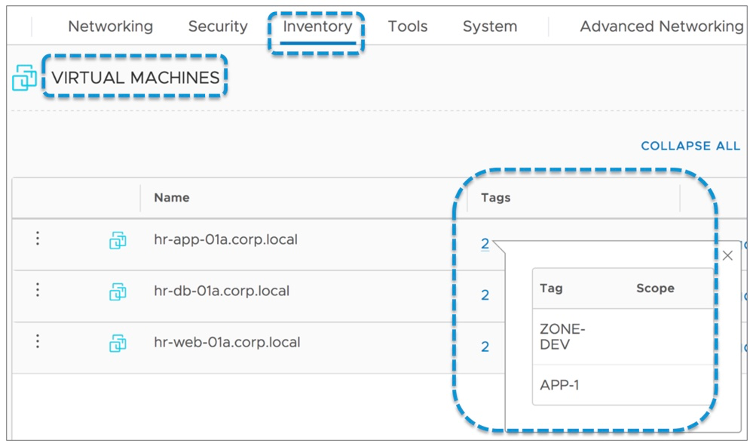 Networking Security Inventory Tools System Advanced Networking
VIRTUAL MACHINES
COLLAPSE ALL
Name Tags
hr-app-01a.corp.local 2
hr-db-01a.corp.local 2
hr-web-01a.corp.local 2
Tag Scope
ZONE-
DEV
APP-1